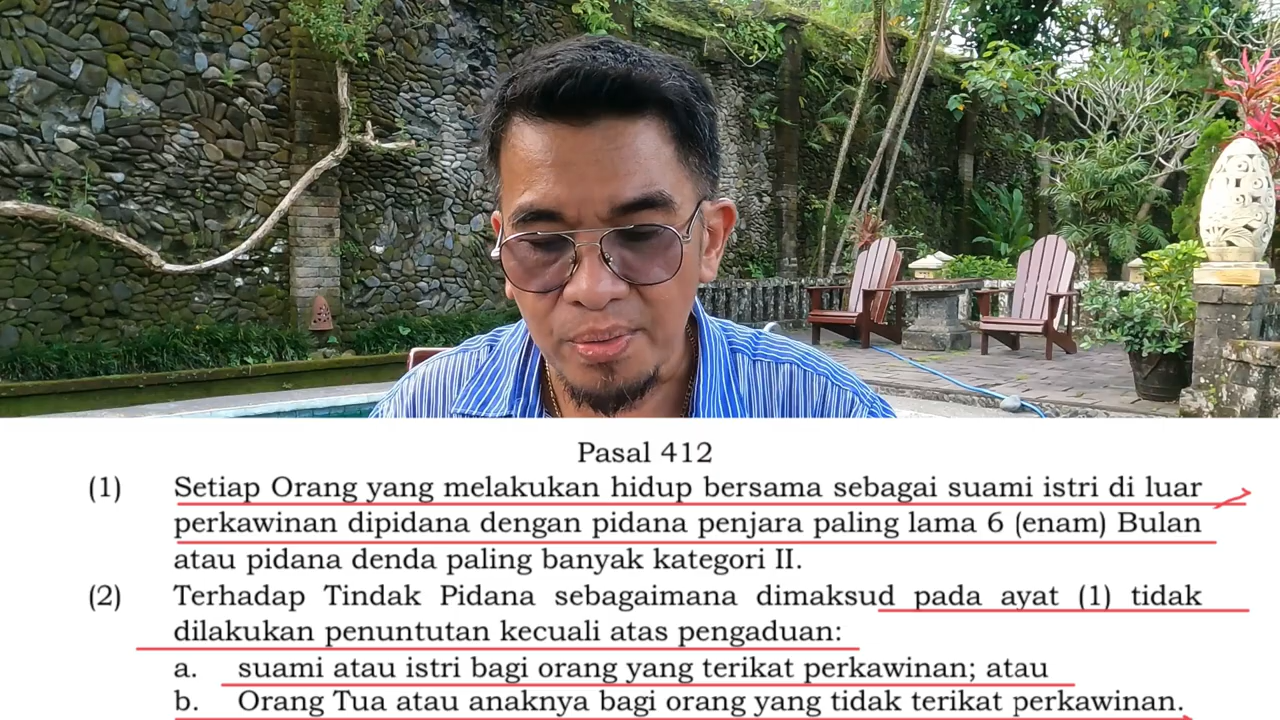 Pasal 412
(1) Setiap Orang yang melakukan hidup bersama sebagai suami istri di luar
perkawinan dipidana dengan pidana penjara paling lama 6 (enam) Bulan
atau pidana denda paling banyak kategori II.
(2) Terhadap Tindak Pidana sebagaimana dimaksud pada ayat (1) tidak
dilakukan penuntutan kecuali atas pengaduan:
a. suami atau istri bagi orang yang terikat perkawinan; atau
b. Orang Tua atau anaknya bagi orang yang tidak terikat perkawinan.